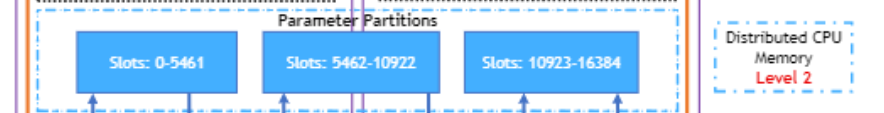 Parameter Partitions
Slots: 0-5461
Slots: 5462-10922
Slots: 10923-16384
Distributed CPU
Memory
Level 2